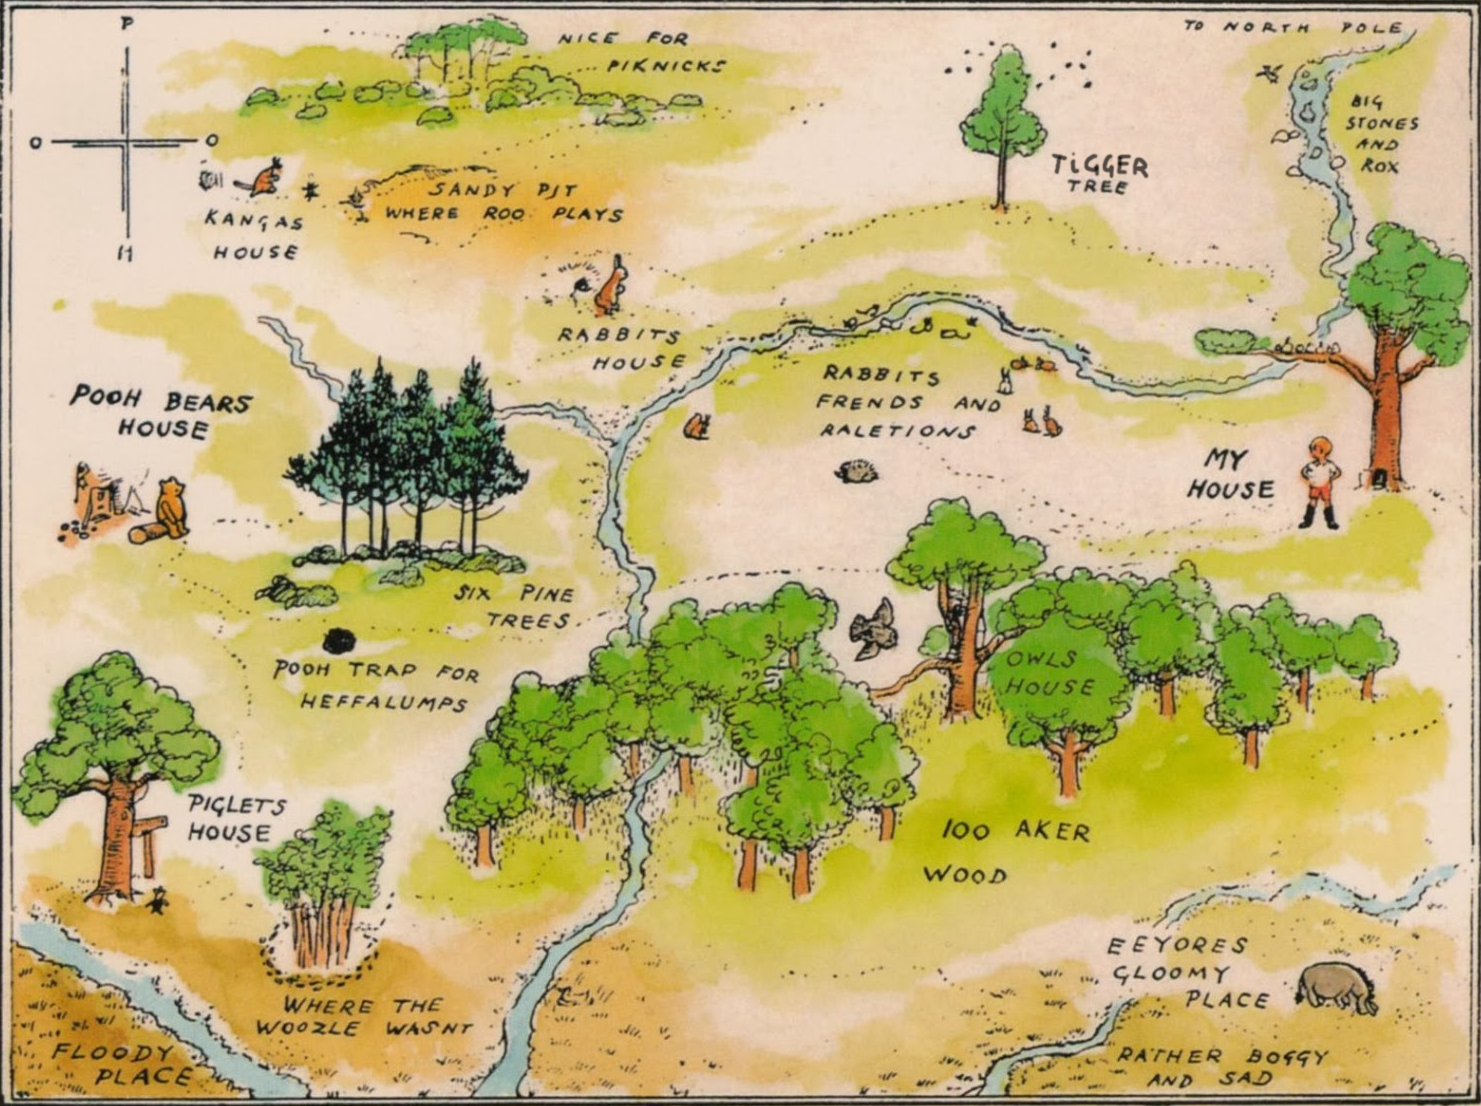 P
O
O
H
NICE FOR
PIKNICKS
TO NORTH POLE
BIG
STONES
AND
ROX
TIGGER
TREE
KANGAS
HOUSE
SANDY PIT
WHERE ROO PLAYS
RABBITS
HOUSE
POOH BEARS
HOUSE
RABBITS
FRENDS AND
RALETIONS
MY
HOUSE
SIX PINE
TREES
POOH TRAP FOR
HEFFALUMPS
OWLS
HOUSE
PIGLETS
HOUSE
100 AKER
WOOD
WHERE THE
WOOZLE WASNT
FLOODY
PLACE
EEYORES
GLOOMY
PLACE
RATHER BOGGY
AND SAD